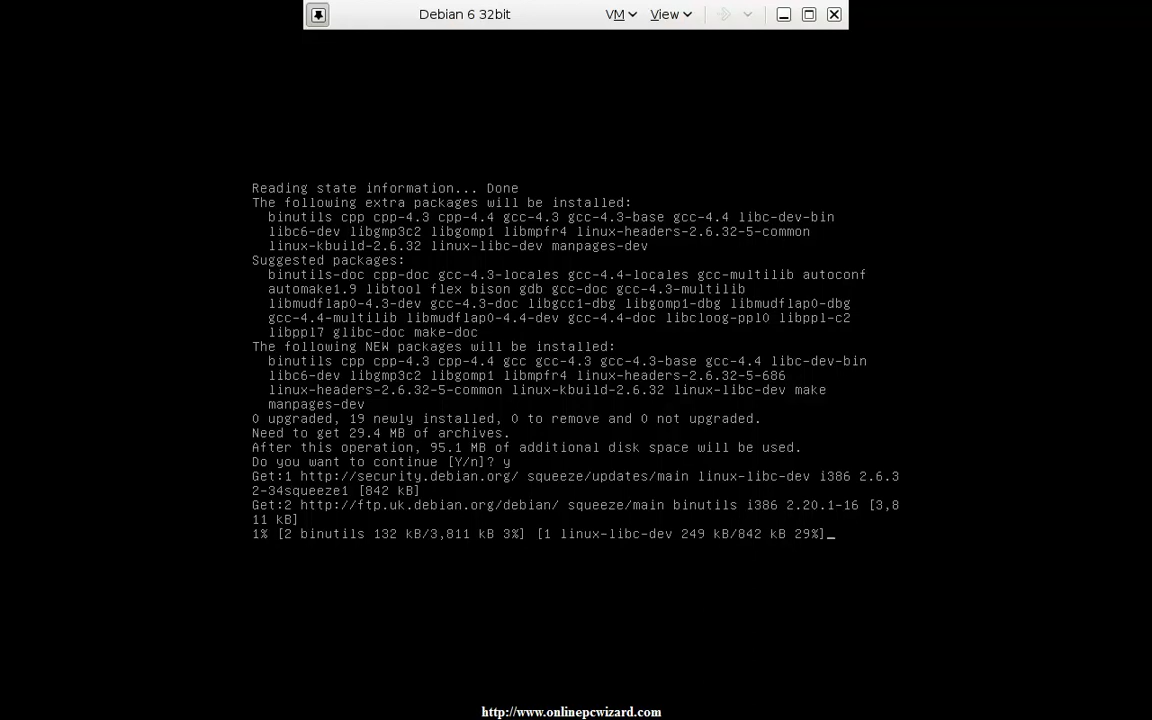 Debian 6 32bit
VM
View
Reading state information... Done
The following extra packages will be installed:
binutils cpp cpp-4.3 cpp-4.4 gcc-4.3 gcc-4.3-base gcc-4.4 libc-dev-bin
libc6-dev libgmp3c2 libgomp1 libmpfr4 linux-headers-2.6.32-5-common
linux-kbuild-2.6.32 linux-libc-dev manpages-dev
Suggested packages:
binutils-doc cpp-doc gcc-4.3-locales gcc-4.4-locales gcc-multilib autoconf
automake1.9 libtool flex bison gdb gcc-doc gcc-4.3-multilib
libmudflap0-4.3-dev gcc-4.3-doc libgcc1-dbg libgomp1-dbg libmudflap0-dbg
gcc-4.4-multilib libmudflap0-4.4-dev gcc-4.4-doc libcloog-ppl0 libppl-c2
libppl7 glibc-doc make-doc
The following NEW packages will be installed:
binutils cpp cpp-4.3 cpp-4.4 gcc gcc-4.3 gcc-4.3-base gcc-4.4 libc-dev-bin
libc6-dev libgmp3c2 libgomp1 libmpfr4 linux-headers-2.6.32-5-686
linux-headers-2.6.32-5-common linux-kbuild-2.6.32 linux-libc-dev make
manpages-dev
0 upgraded, 19 newly installed, 0 to remove and 0 not upgraded.
Need to get 29.4 MB of archives.
After this operation, 95.1 MB of additional disk space will be used.
Do you want to continue [Y/n]? y
Get:1 http://security.debian.org/ squeeze/updates/main linux-libc-dev i386 2.6.3
2-34squeeze1 [842 kB]
Get:2 http://ftp.uk.debian.org/debian/ squeeze/main binutils i386 2.20.1-16 [3,8
11 kB]
1% [2 binutils 132 kB/3,811 kB 3%] [1 linux-libc-dev 249 kB/842 kB 29%]_
http://www.onlinepcwizard.com